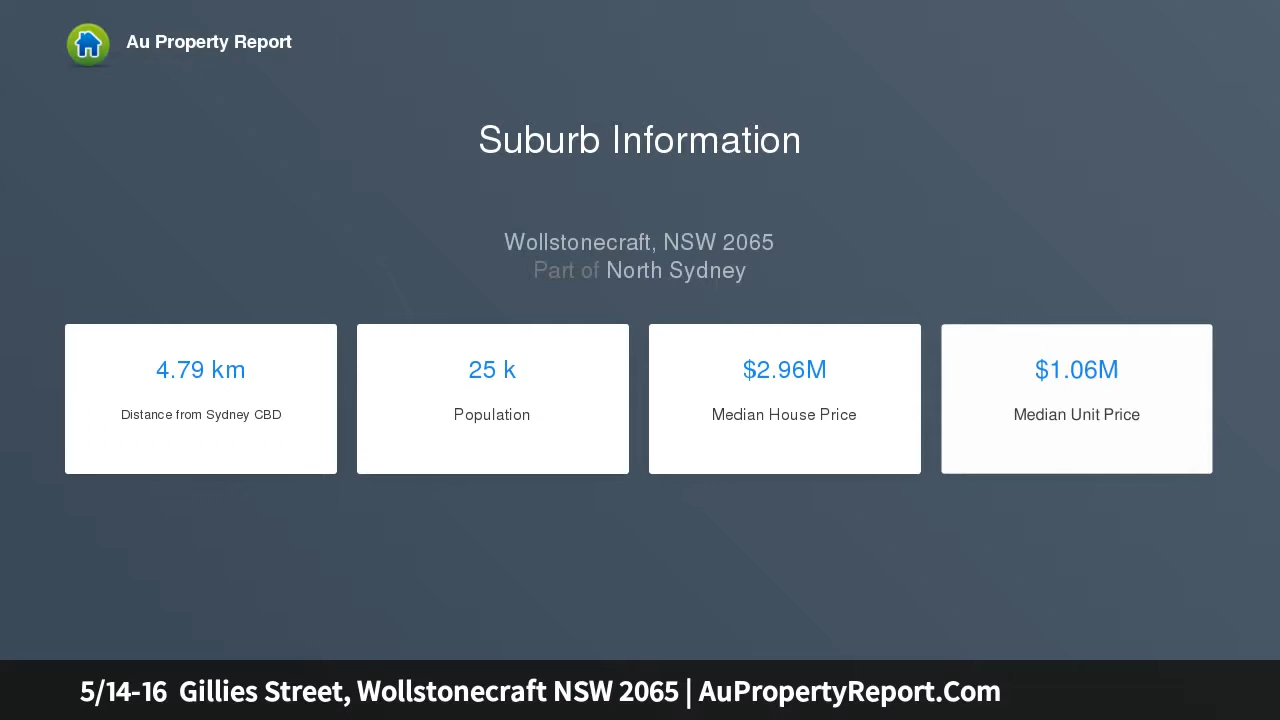 Au Property Report
Suburb Information
Wollstonecraft, NSW 2065
Part of North Sydney
4.79 km
Distance from Sydney CBD
25 k
Population
$2.96M
Median House Price
$1.06M
Median Unit Price
5/14-16 Gillies Street, Wollstonecraft NSW 2065 | AuPropertyReport.Com